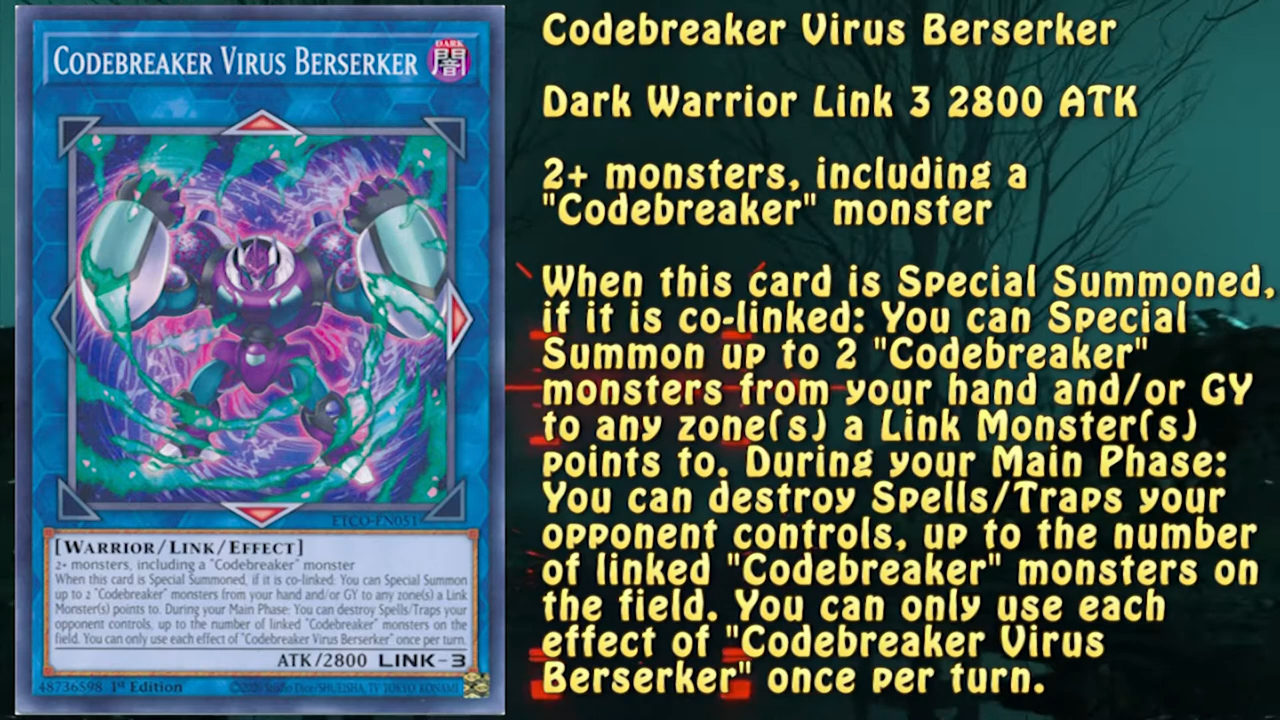 CODEBREAKER VIRUS BERSERKER
DARK
闇
ETCO-EN051
[WARRIOR/LINK/EFFECT]
2+ monsters, including a "Codebreaker" monster
When this card is Special Summoned, if it is co-linked: You can Special Summon
up to 2 "Codebreaker" monsters from your hand and/or GY to any zone(s) a Link
Monster(s) points to. During your Main Phase: You can destroy Spells/Traps your
opponent controls, up to the number of linked "Codebreaker" monsters on the
field. You can only use each effect of "Codebreaker Virus Berserker" once per turn.
ATK/2800 LINK-3
48736598 1st Edition ©2020 Studio Dice/SHUEISHA, TV TOKYO, KONAMI
Codebreaker Virus Berserker
Dark Warrior Link 3 2800 ATK
2+ monsters, including a
"Codebreaker" monster
When this card is Special Summoned,
if it is co-linked: You can Special
Summon up to 2 "Codebreaker"
monsters from your hand and/or GY
to any zone(s) a Link Monster(s)
points to. During your Main Phase:
You can destroy Spells/Traps your
opponent controls, up to the number
of linked "Codebreaker" monsters on
the field. You can only use each
effect of "Codebreaker Virus
Berserker" once per turn.